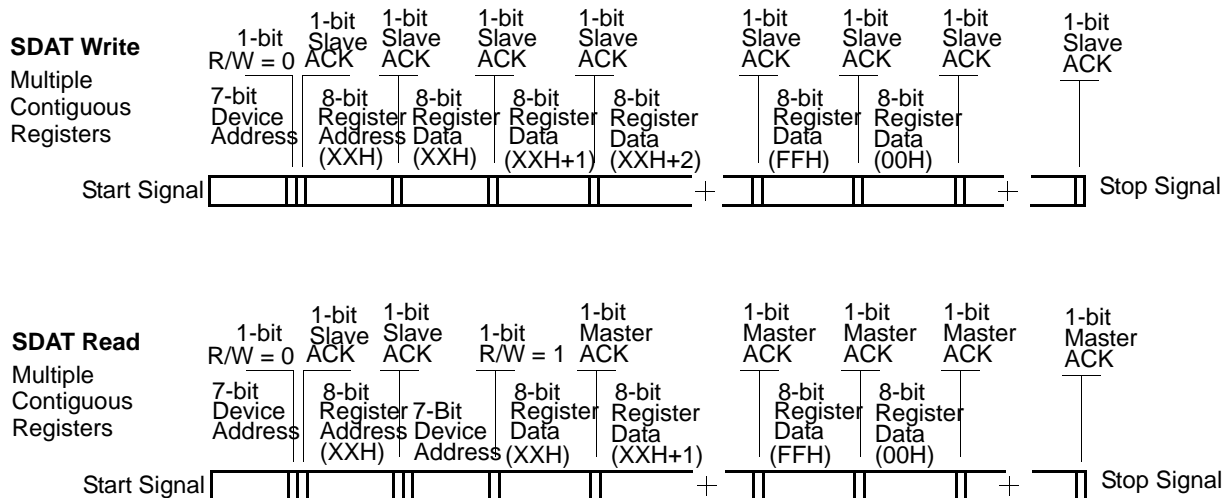 SDAT Write
Multiple
Contiguous
Registers
1-bit
R/W = 0
1-bit
Slave
ACK
1-bit
Slave
ACK
1-bit
Slave
ACK
1-bit
Slave
ACK
1-bit
Slave
ACK
1-bit
Slave
ACK
1-bit
Slave
ACK
1-bit
Slave
ACK
7-bit
Device
Address
8-bit
Register
Address
(XXH)
8-bit
Register
Data
(XXH)
8-bit
Register
Data
(XXH+1)
8-bit
Register
Data
(XXH+2)
8-bit
Register
Data
(FFH)
8-bit
Register
Data
(00H)
Start Signal
Stop Signal
SDAT Read
Multiple
Contiguous
Registers
1-bit
R/W = 0
1-bit
Slave
ACK
1-bit
Slave
ACK
1-bit
R/W = 1
1-bit
Master
ACK
1-bit
Master
ACK
1-bit
Master
ACK
1-bit
Master
ACK
1-bit
Master
ACK
7-bit
Device
Address
8-bit
Register
Address
(XXH)
7-Bit
Device
Address
8-bit
Register
Data
(XXH)
8-bit
Register
Data
(XXH+1)
8-bit
Register
Data
(FFH)
8-bit
Register
Data
(00H)
Start Signal
Stop Signal